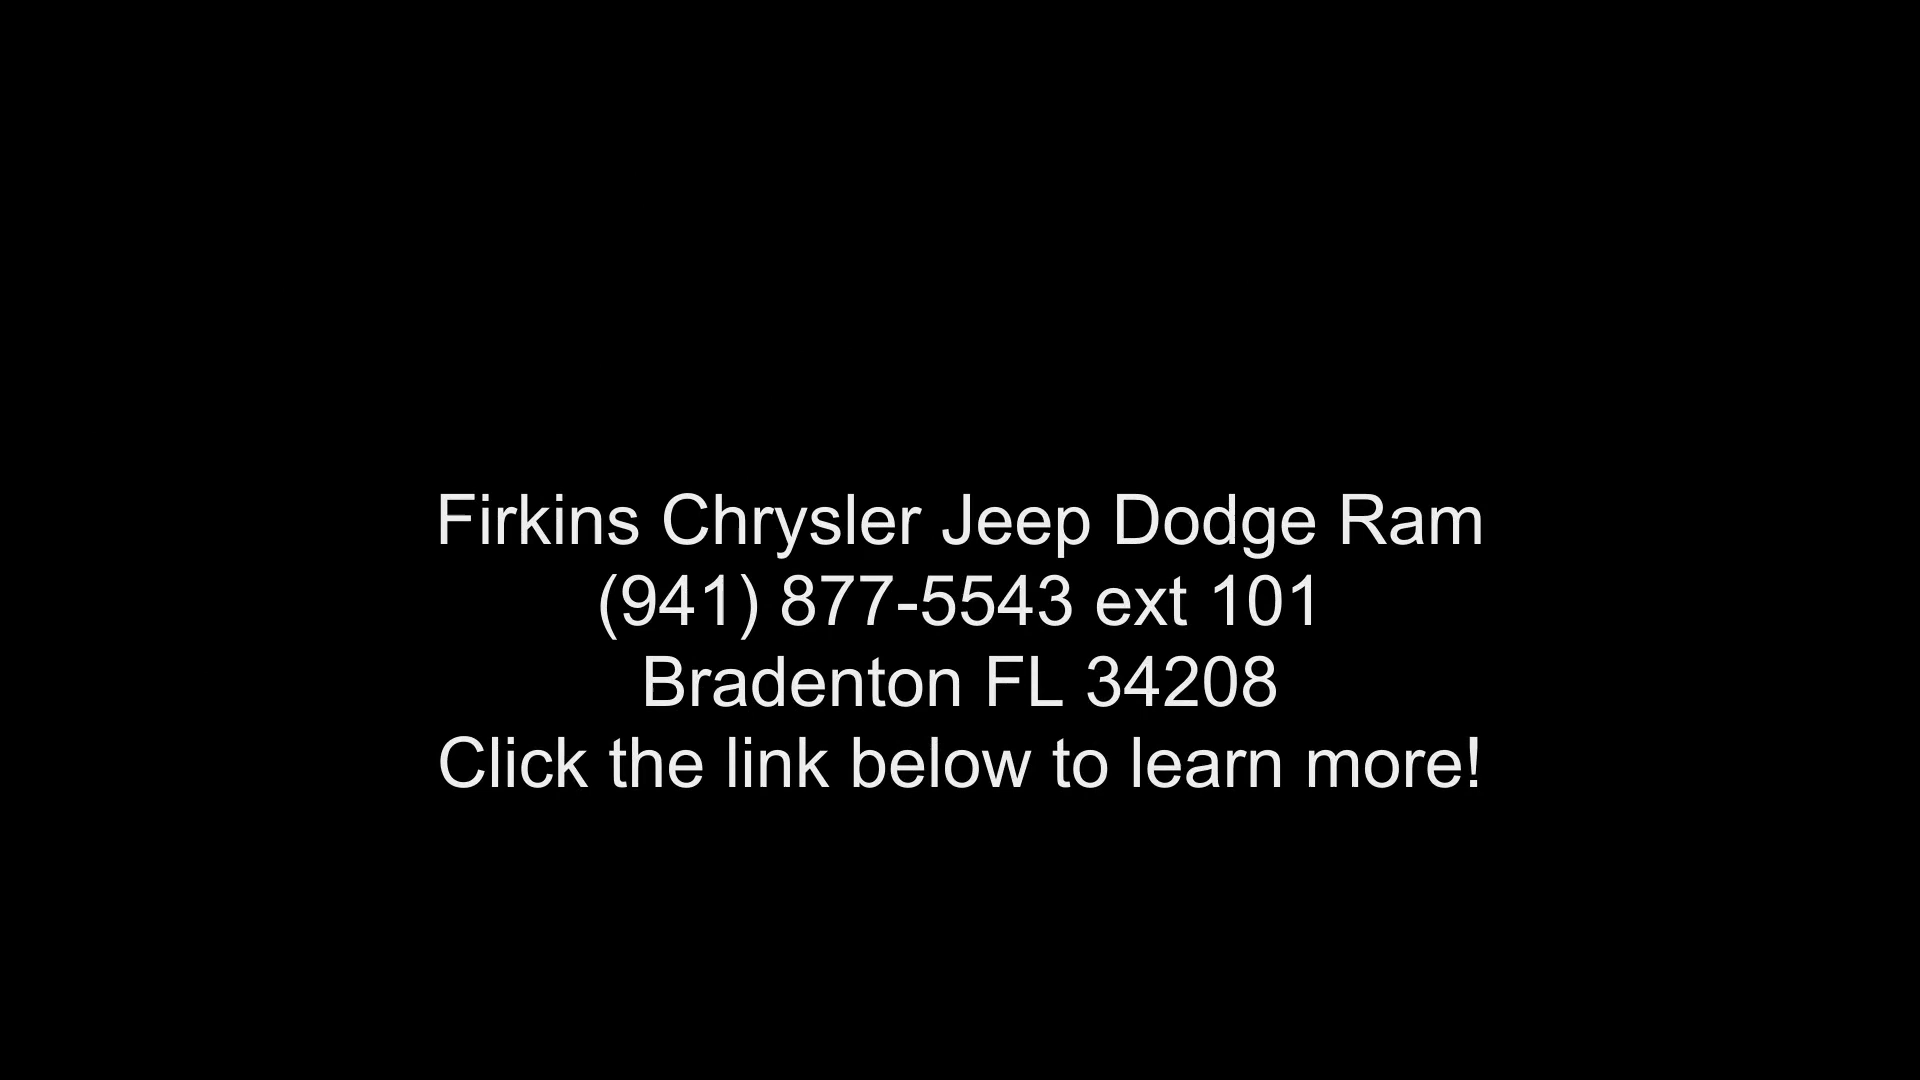 Firkins Chrysler Jeep Dodge Ram
(941) 877-5543 ext 101
Bradenton FL 34208
Click the link below to learn more!